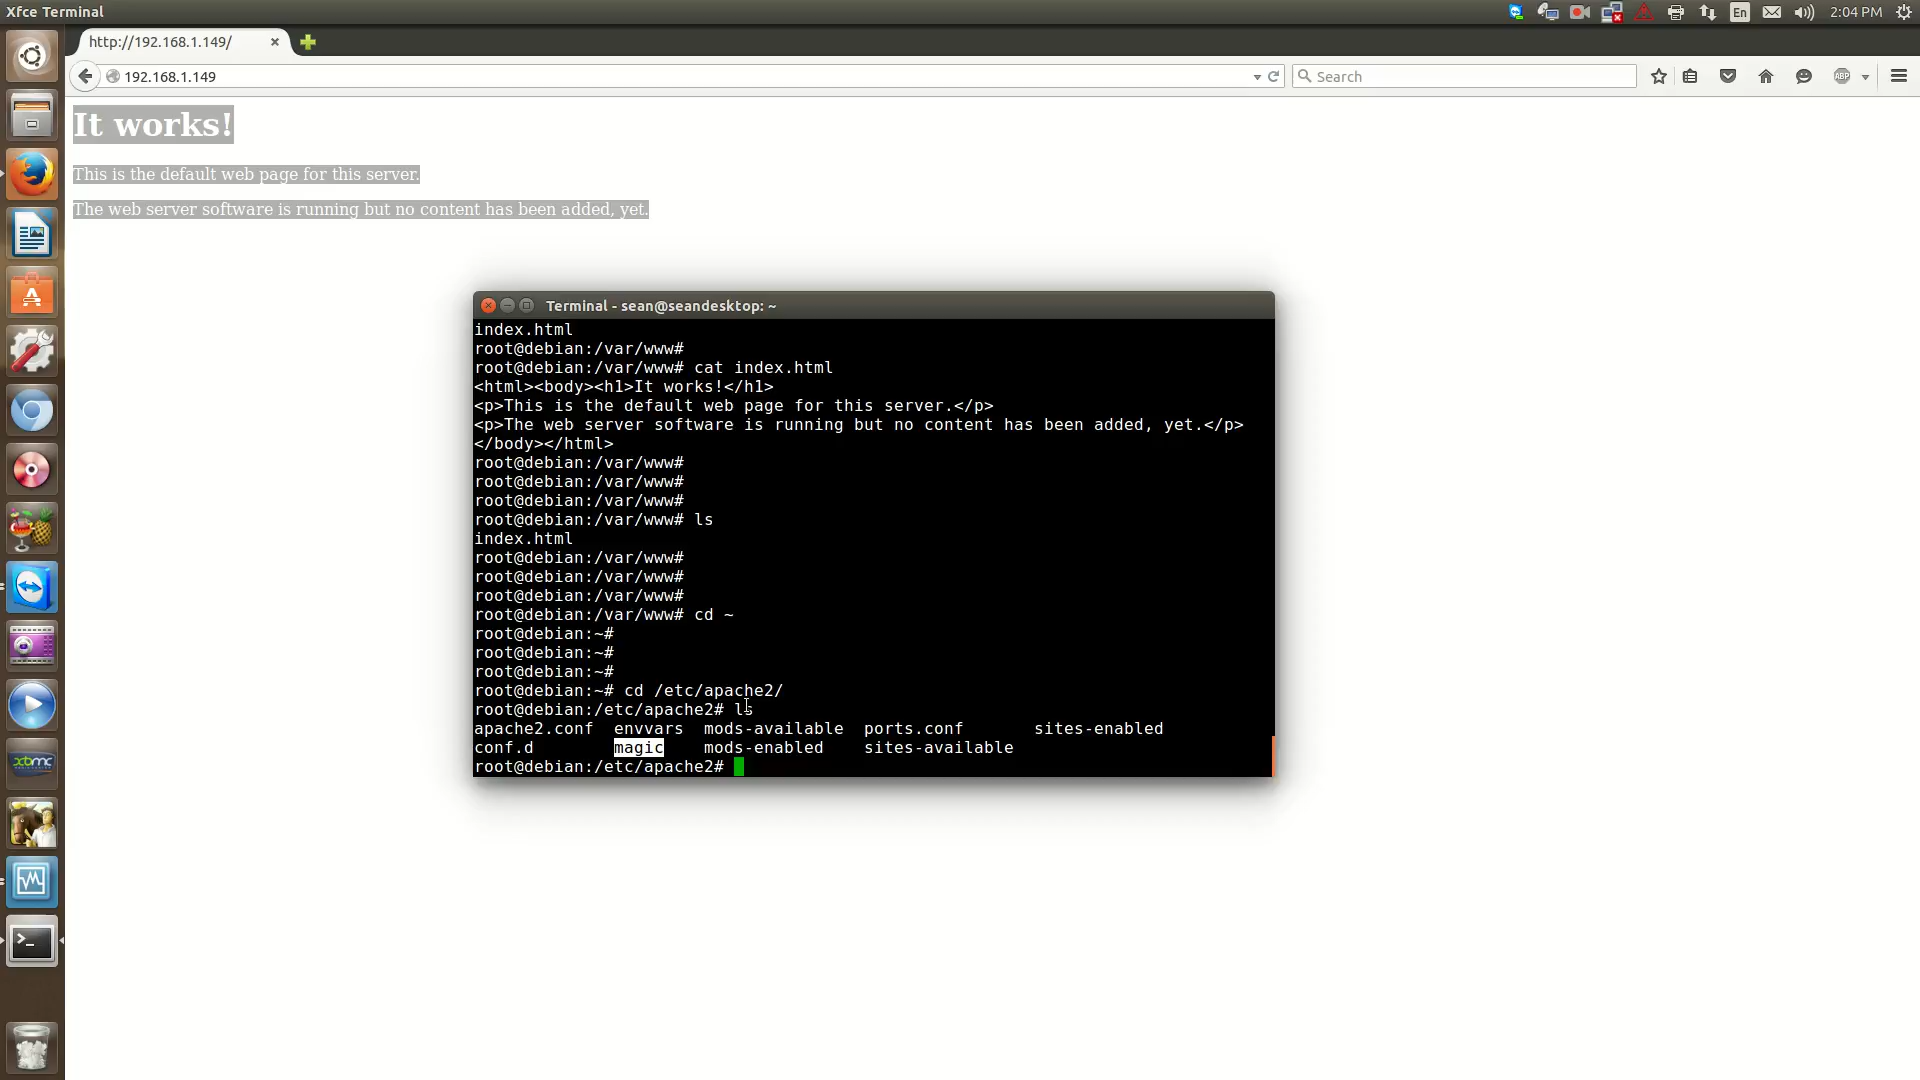 Xfce Terminal
En
2:04 PM
http://192.168.1.149/
192.168.1.149
Search
ABP
It works!
This is the default web page for this server.
The web server software is running but no content has been added, yet.
Terminal - sean@seandesktop: ~
index.html
root@debian:/var/www#
root@debian:/var/www# cat index.html
<html><body><h1>It works!</h1>
<p>This is the default web page for this server.</p>
<p>The web server software is running but no content has been added, yet.</p>
</body></html>
root@debian:/var/www#
root@debian:/var/www#
root@debian:/var/www#
root@debian:/var/www# ls
index.html
root@debian:/var/www#
root@debian:/var/www#
root@debian:/var/www#
root@debian:/var/www# cd ~
root@debian:~#
root@debian:~#
root@debian:~#
root@debian:~# cd /etc/apache2/
root@debian:/etc/apache2# ls
apache2.conf envvars mods-available ports.conf sites-enabled
conf.d magic mods-enabled sites-available
root@debian:/etc/apache2#
xbmc